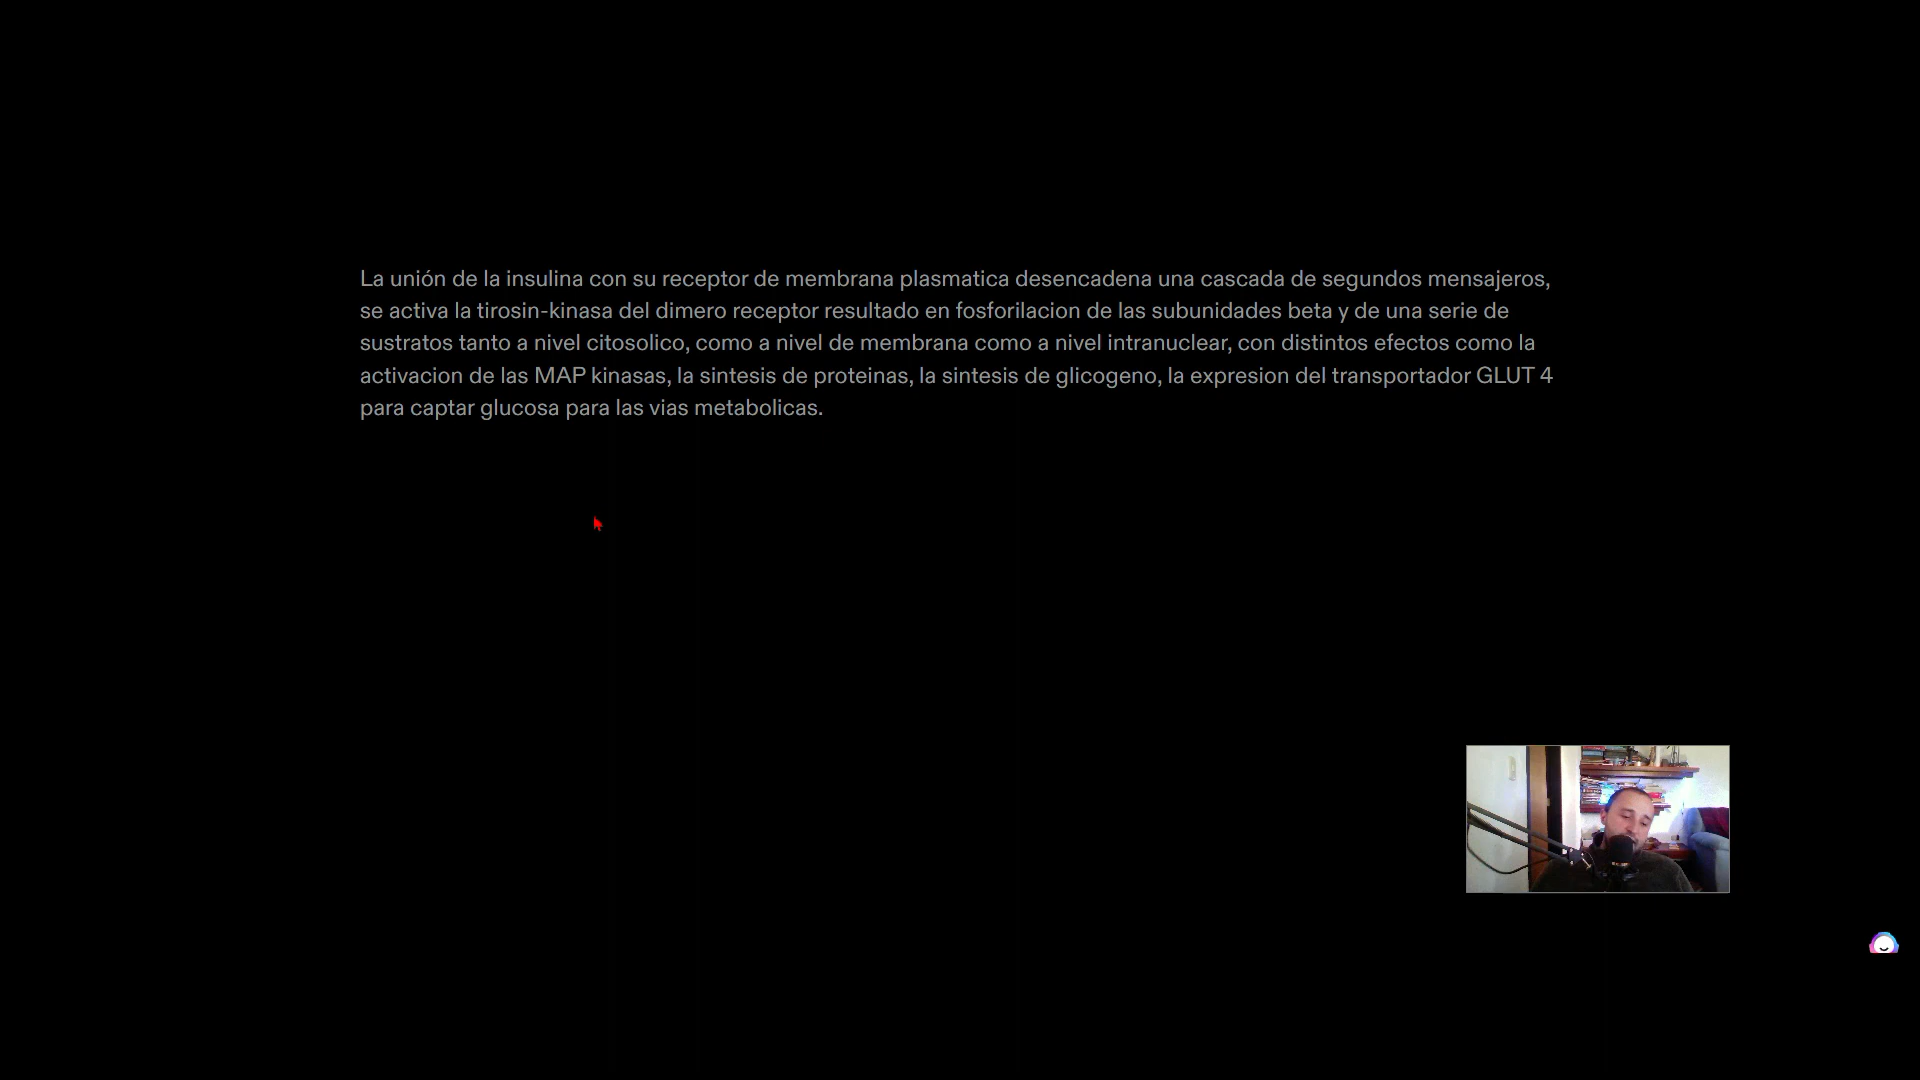 La unión de la insulina con su receptor de membrana plasmatica desencadena una cascada de segundos mensajeros,
se activa la tirosin-kinasa del dimero receptor resultado en fosforilacion de las subunidades beta y de una serie de
sustratos tanto a nivel citosolico, como a nivel de membrana como a nivel intranuclear, con distintos efectos como la
activacion de las MAP kinasas, la sintesis de proteinas, la sintesis de glicogeno, la expresion del transportador GLUT 4
para captar glucosa para las vias metabolicas.